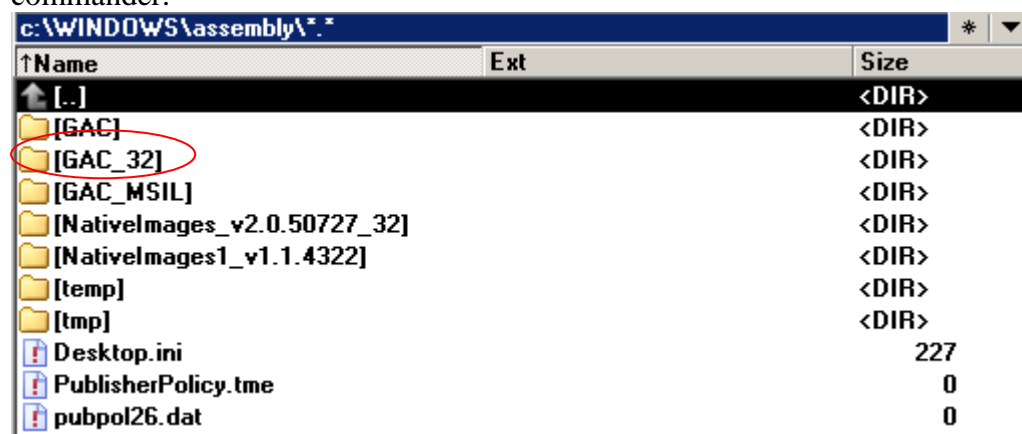 commander.
c:\WINDOWS\assembly\*.* * ▼
↑Name Ext Size
[..] <DIR>
[GAC] <DIR>
[GAC_32] <DIR>
[GAC_MSIL] <DIR>
[NativeImages_v2.0.50727_32] <DIR>
[NativeImages1_v1.1.4322] <DIR>
[temp] <DIR>
[tmp] <DIR>
Desktop.ini 227
PublisherPolicy.tme 0
pubpol26.dat 0